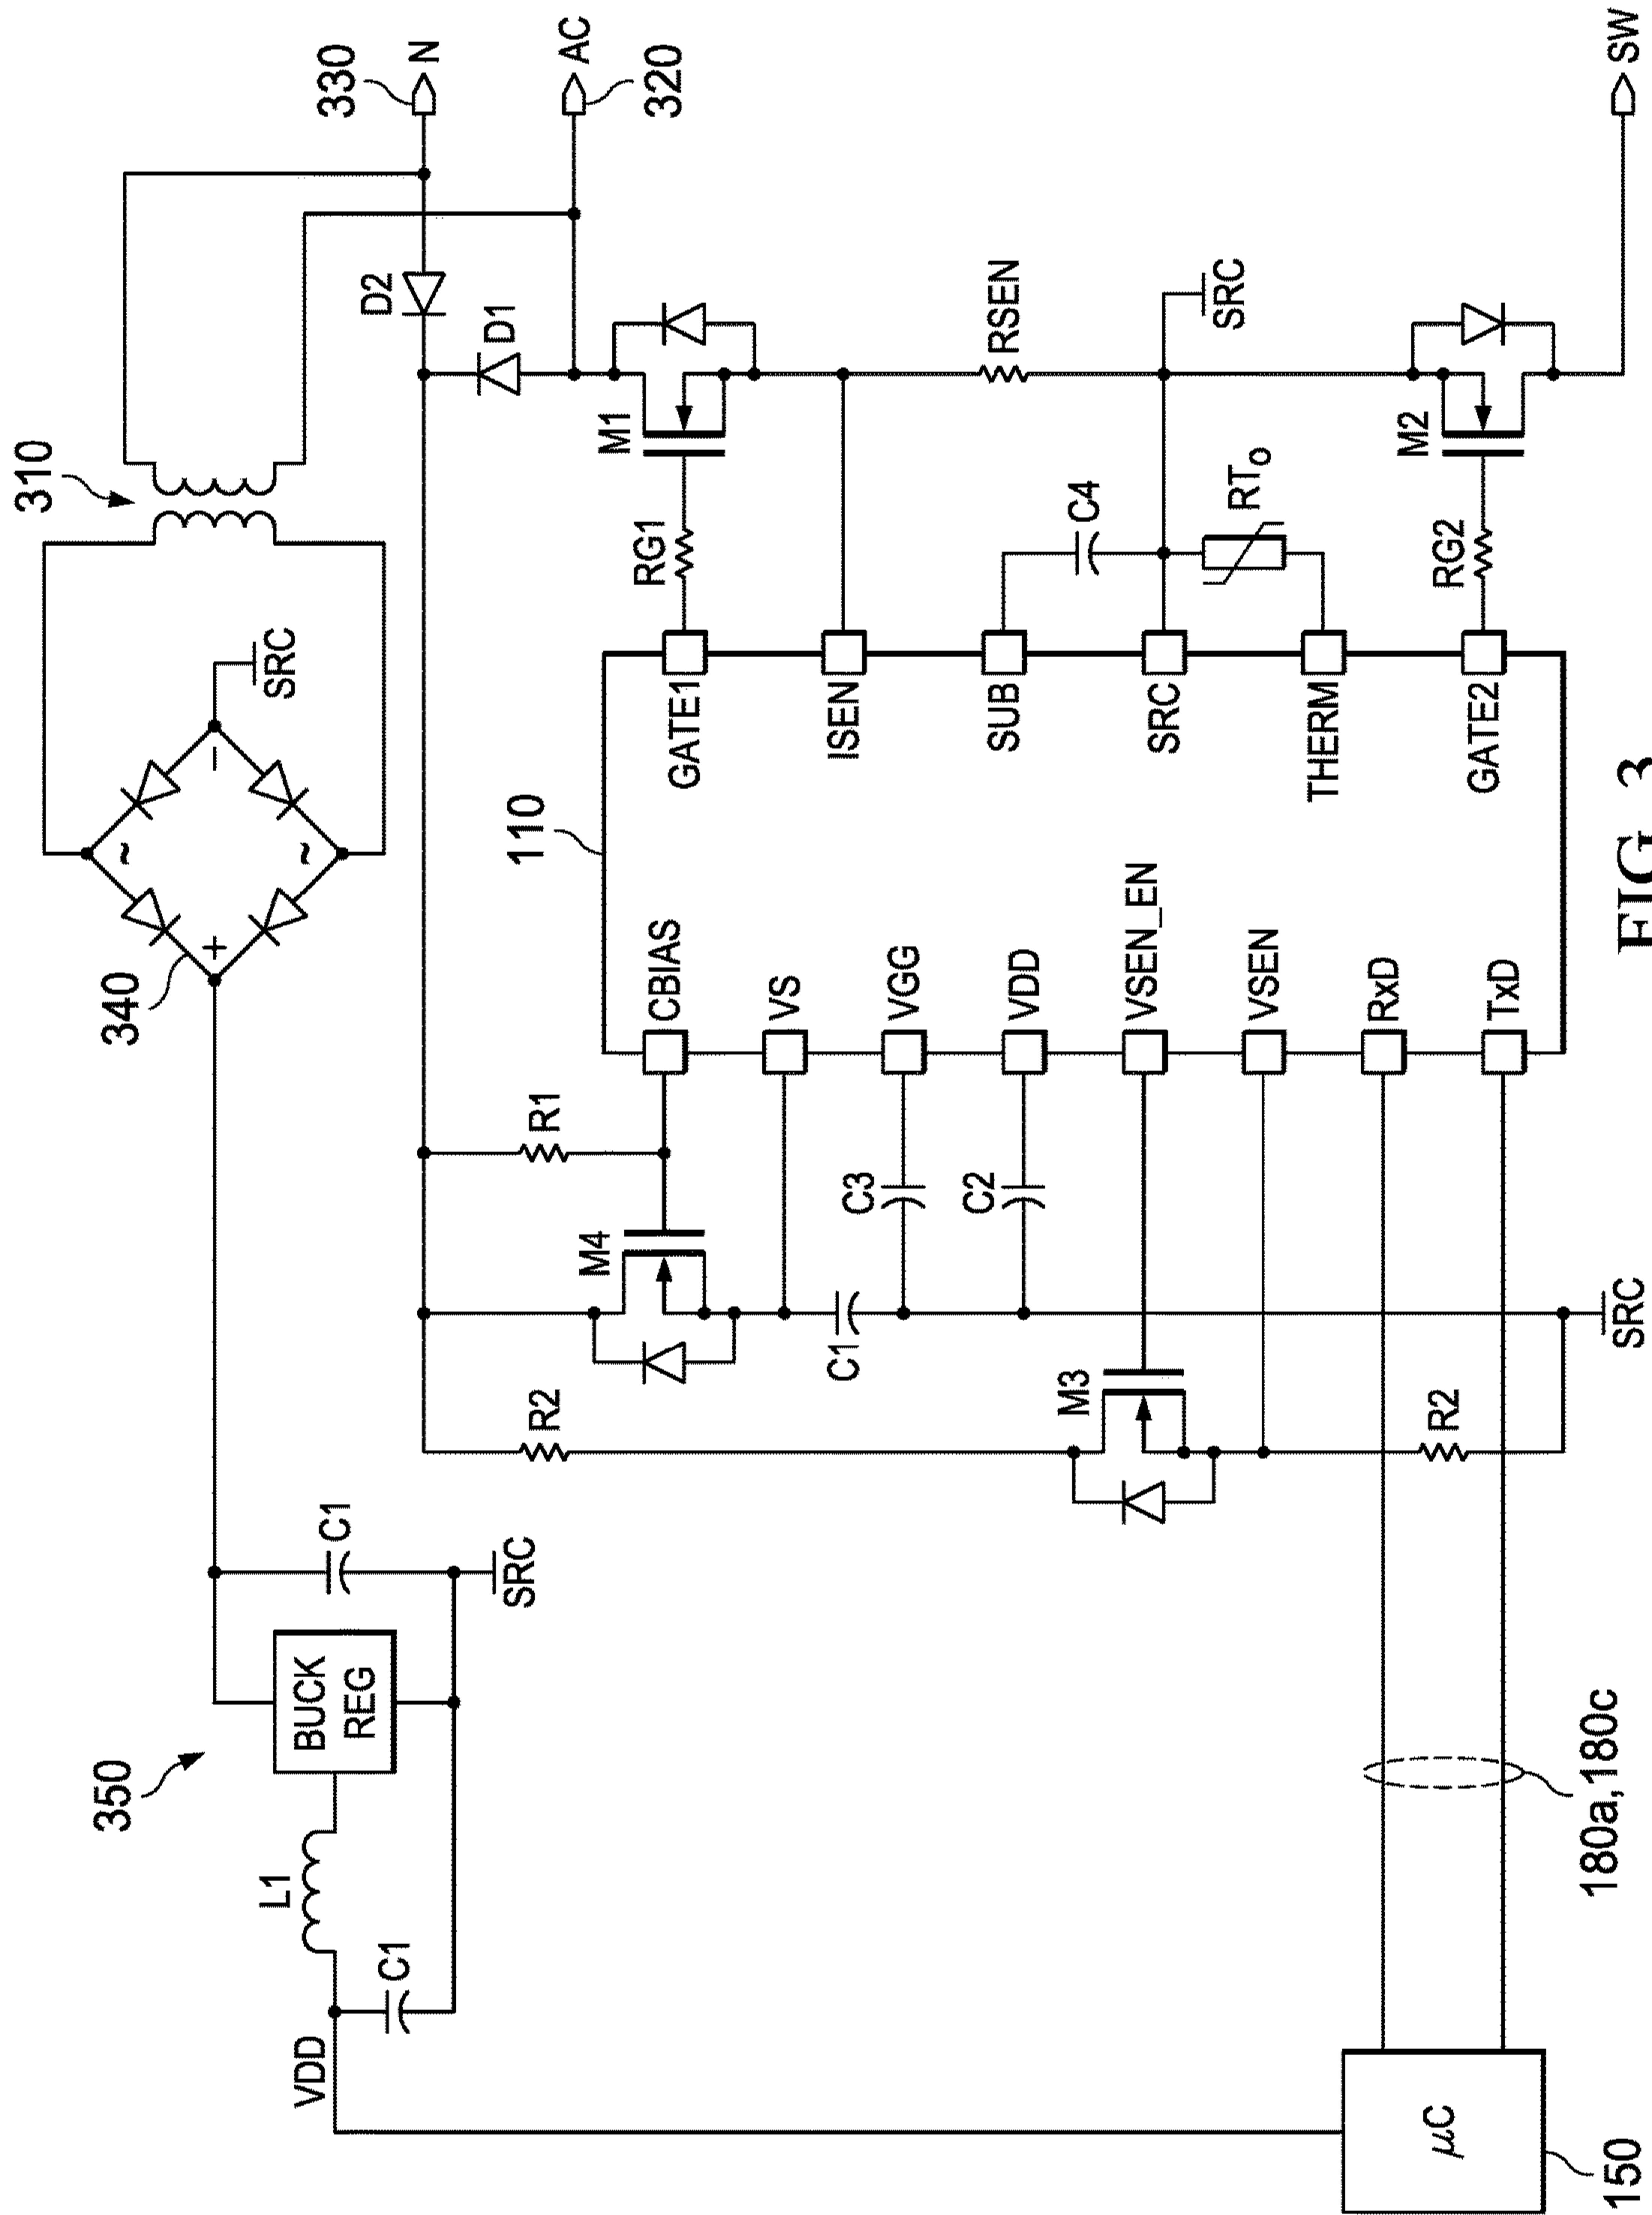 350
VDD
L1
C1
BUCK
REG
C1
SRC
340
+
~
~
−
SRC
310
330
N
AC
320
D2
D1
R2
M4
R1
C1
C3
C2
M3
R2
SRC
110
CBIAS
VS
VGG
VDD
VSEN_EN
VSEN
RxD
TxD
GATE1
ISEN
SUB
SRC
THERM
GATE2
RG1
M1
RSEN
C4
SRC
RTo
RG2
M2
SW
μC
150
180a,180c
FIG. 3